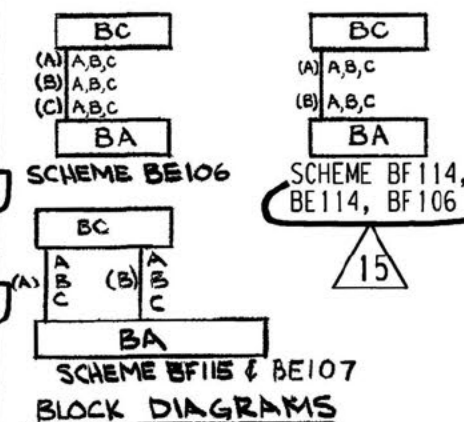 BC
(A) A,B,C
(B) A,B,C
(C) A,B,C
BA
SCHEME BE106
BC
(A) A,B,C
(B) A,B,C
BA
SCHEME BF114,
BE114, BF106
15
BC
(A) A (B) A
B B
C C
BA
SCHEME BF115 & BE107
BLOCK DIAGRAMS